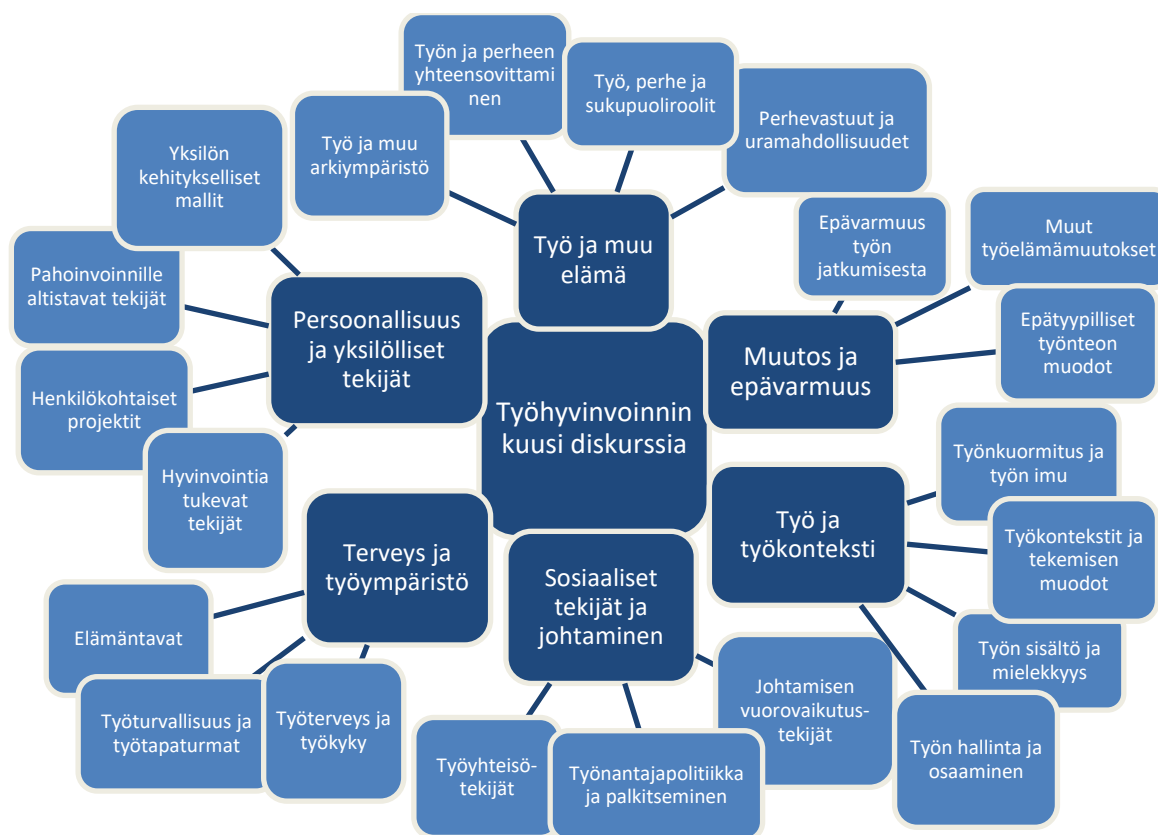 Työn ja perheen
yhteensovittami
nen
Työ, perhe ja
sukupuoliroolit
Perhevastuut ja
uramahdollisuudet
Työ ja muu
arkiympäristö
Yksilön
kehitykselliset
mallit
Työ ja muu
elämä
Epävarmuus
työn
jatkumisesta
Muut
työelämämuutokset
Pahoinvoinnille
altistavat tekijät
Persoonallisuus
ja yksilölliset
tekijät
Muutos ja
epävarmuus
Epätyypilliset
työnteon
muodot
Henkilökohtaiset
projektit
Työhyvinvoinnin
kuusi diskurssia
Hyvinvointia
tukevat
tekijät
Työnkuormitus ja
työn imu
Työ ja
työkonteksti
Työkontekstit ja
tekemisen
muodot
Terveys ja
työympäristö
Sosiaaliset
tekijät ja
johtaminen
Elämäntavat
Työn sisältö ja
mielekkyys
Työturvallisuus ja
työtapaturmat
Työterveys ja
työkyky
Johtamisen
vuorovaikutus-
tekijät
Työn hallinta ja
osaaminen
Työyhteisö-
tekijät
Työnantajapolitiikka
ja palkitseminen